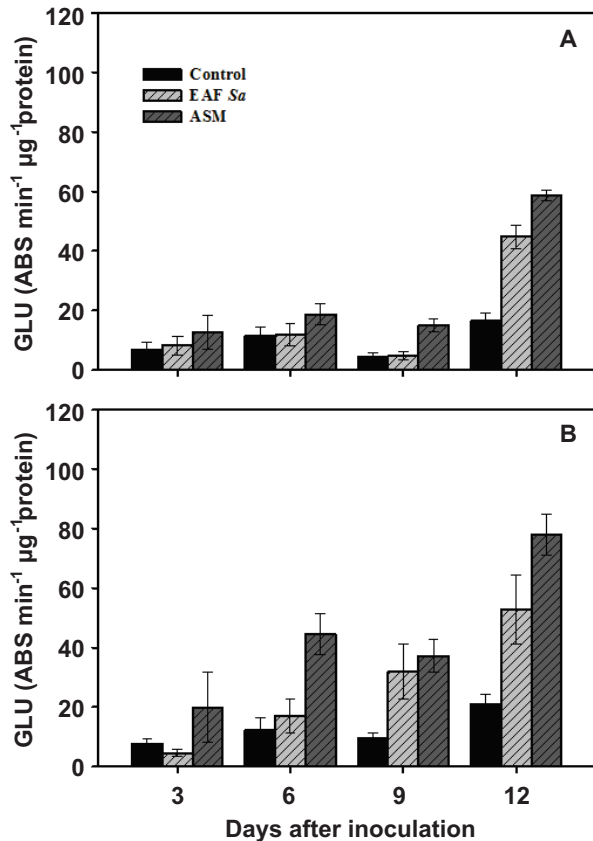 A
Control
EAF Sa
ASM
GLU (ABS min⁻¹ µg⁻¹protein)
120
100
80
60
40
20
0
B
GLU (ABS min⁻¹ µg⁻¹protein)
120
100
80
60
40
20
0
3 6 9 12
Days after inoculation